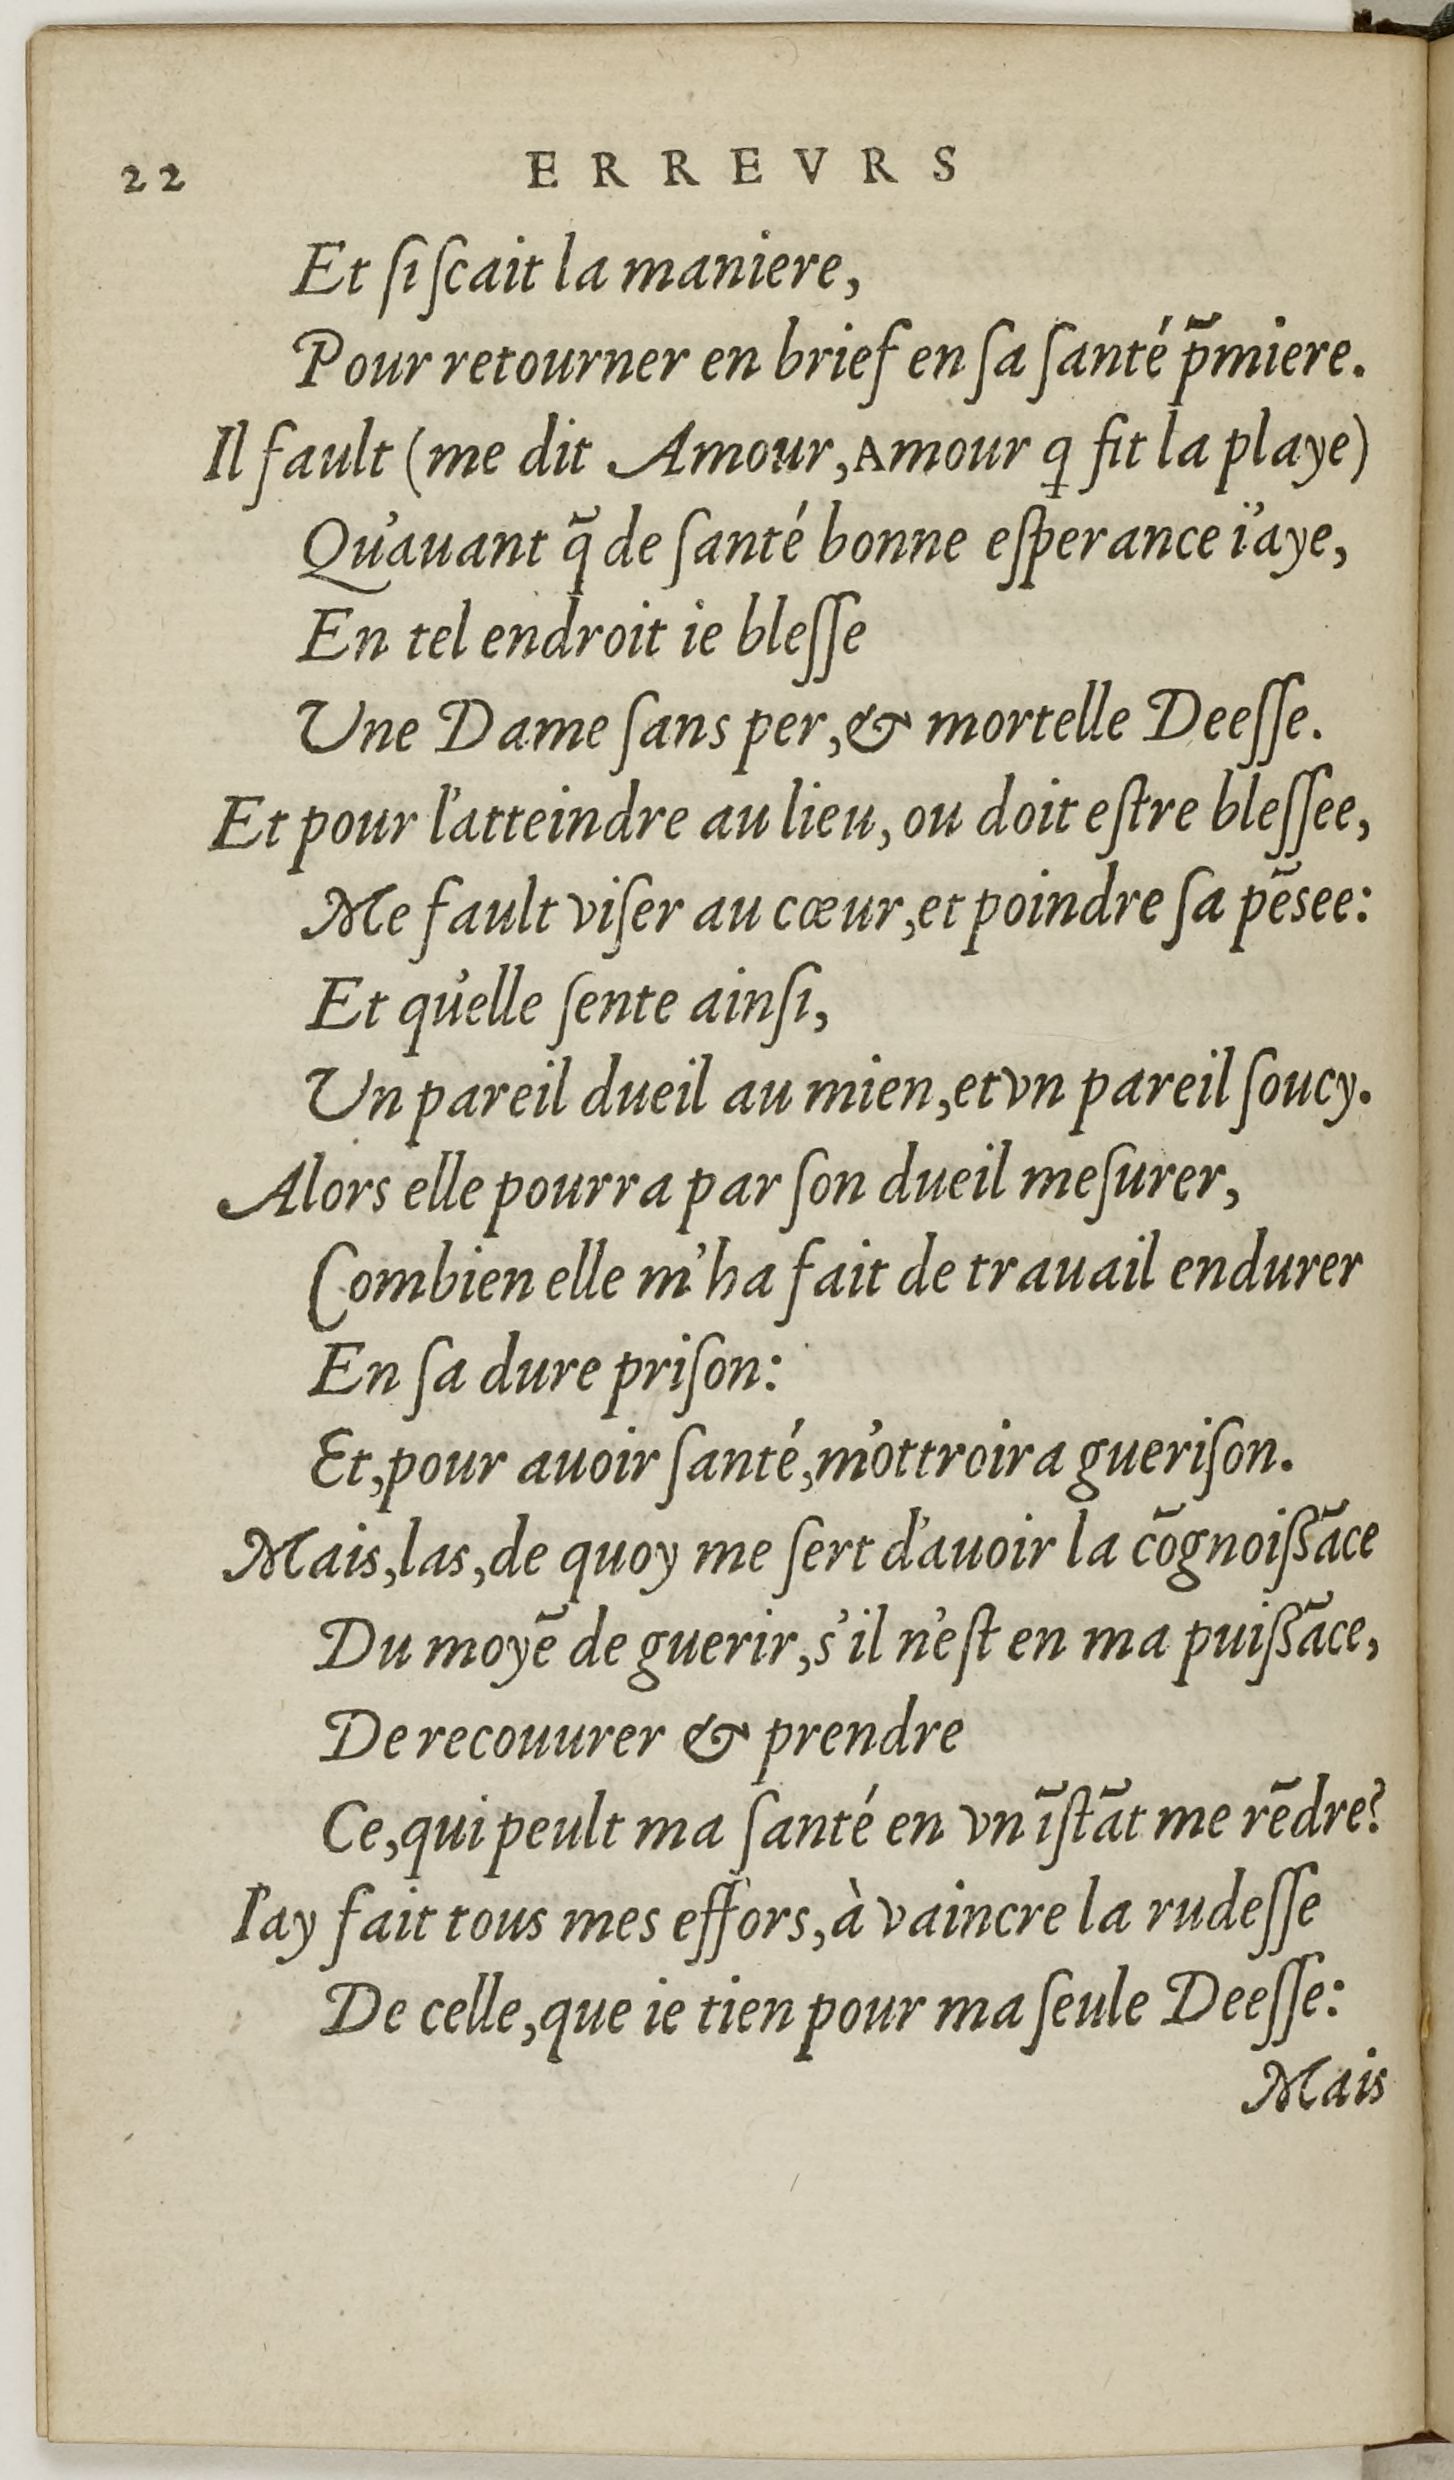 22 ERREVRS
Et ſi ſcait la maniere,
Pour retourner en brief en ſa ſanté p̃miere.
Il fault (me dit Amour, Amour ꝗ fit la playe)
Qu'auant q̃ de ſanté bonne eſperance i'aye,
En tel endroit ie bleſſe
Une Dame ſans per, & mortelle Deeſſe.
Et pour l'atteindre au lieu, ou doit eſtre bleſſee,
Me fault viſer au cœur, et poindre ſa pẽsee:
Et qu'elle ſente ainſi,
Un pareil dueil au mien, et vn pareil ſoucy.
Alors elle pourra par ſon dueil meſurer,
Combien elle m'ha fait de trauail endurer
En ſa dure priſon:
Et, pour auoir ſanté, m'ottroira gueriſon.
Mais, las, de quoy me ſert d'auoir la cõgnoiſsãce
Du moyẽ de guerir, s'il n'eſt en ma puiſsãce,
De recouurer & prendre
Ce, qui peult ma ſanté en vn ĩſtãt me rẽdre?
I'ay fait tous mes effors, à vaincre la rudeſſe
De celle, que ie tien pour ma ſeule Deeſſe:
Mais